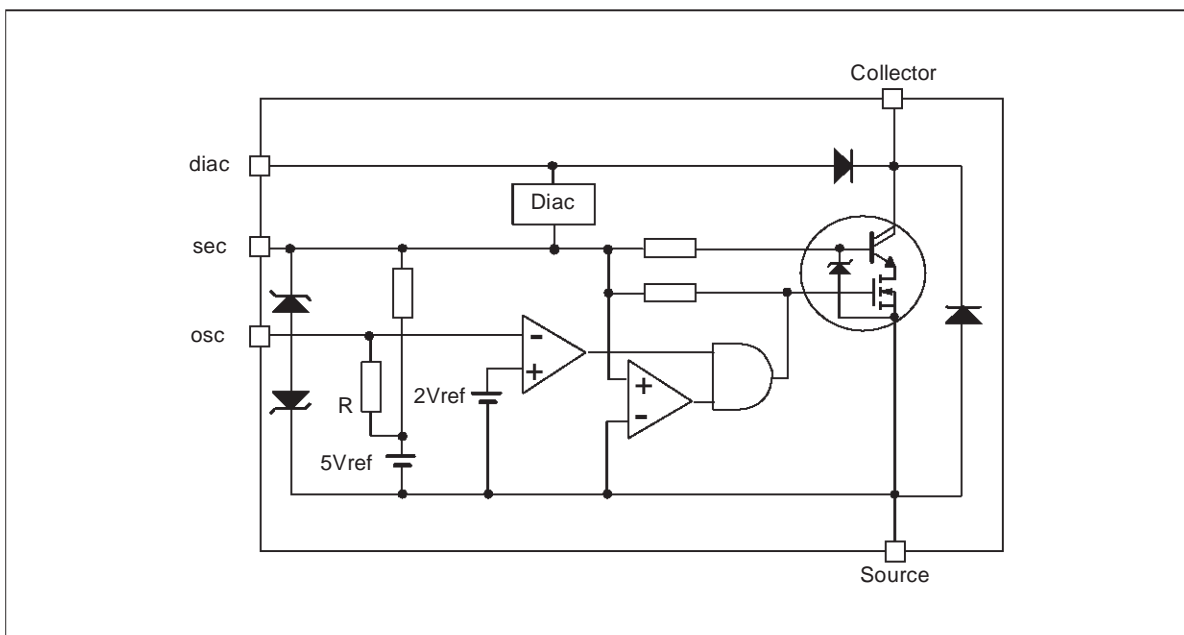 Collector
diac
Diac
sec
osc
-
+
2Vref
+
-
R
5Vref
Source